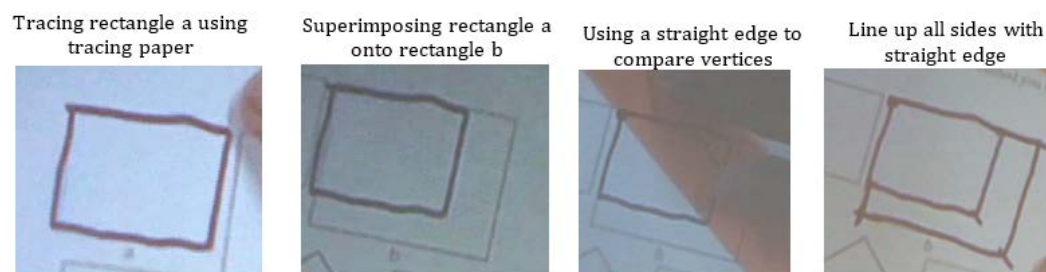 Tracing rectangle a using
tracing paper
Superimposing rectangle a
onto rectangle b
Using a straight edge to
compare vertices
Line up all sides with
straight edge
a
b